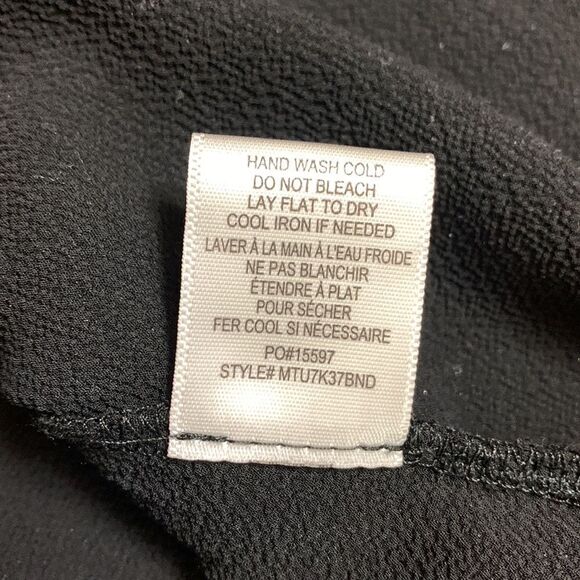 HAND WASH COLD
DO NOT BLEACH
LAY FLAT TO DRY
COOL IRON IF NEEDED
LAVER À LA MAIN À L'EAU FROIDE
NE PAS BLANCHIR
ÉTENDRE À PLAT
POUR SÉCHER
FER COOL SI NÉCESSAIRE
PO#15597
STYLE# MTU7K37BND